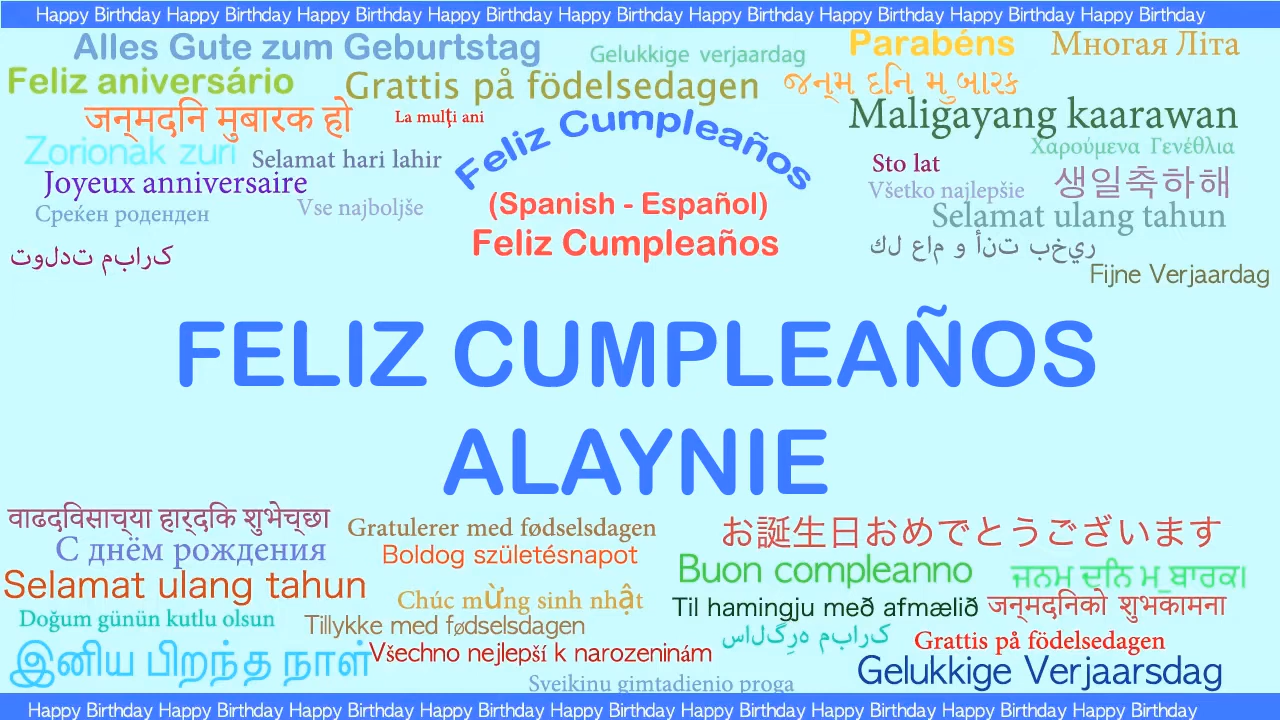 Happy Birthday Happy Birthday Happy Birthday Happy Birthday Happy Birthday Happy Birthday Happy Birthday Happy Birthday Happy Birthday
Alles Gute zum Geburtstag
Gelukkige verjaardag
Parabéns
Многая Літа
Feliz aniversário
Grattis på födelsedagen
જન્મ દિન મુબારક
जन्मदिन मुबारक हो
La mulţi ani
Feliz Cumpleaños
Maligayang kaarawan
Zorionak zuri
Selamat hari lahir
Sto lat
Χαρούμενα Γενέθλια
Joyeux anniversaire
Všetko najlepšie
생일축하해
Среќен роденден
Vse najboljše
(Spanish - Español)
Selamat ulang tahun
Feliz Cumpleaños
تولدت مبارک
كل عام و أنت بخير
Fijne Verjaardag
FELIZ CUMPLEAÑOS
ALAYNIE
वाढदिवसाच्या हार्दिक शुभेच्छा
Gratulerer med fødselsdagen
お誕生日おめでとうございます
С днём рождения
Boldog születésnapot
Selamat ulang tahun
Buon compleanno
ਜਨਮ ਦਿਨ ਮੁਬਾਰਕ।
Chúc mừng sinh nhật
Til hamingju með afmælið
जन्मदिनको शुभकामना
Doğum günün kutlu olsun
Tillykke med fødselsdagen
سالگرہ مبارک
Grattis på födelsedagen
இனிய பிறந்த நாள்
Všechno nejlepší k narozeninám
Gelukkige Verjaarsdag
Sveikinu gimtadienio proga
Happy Birthday Happy Birthday Happy Birthday Happy Birthday Happy Birthday Happy Birthday Happy Birthday Happy Birthday Happy Birthday